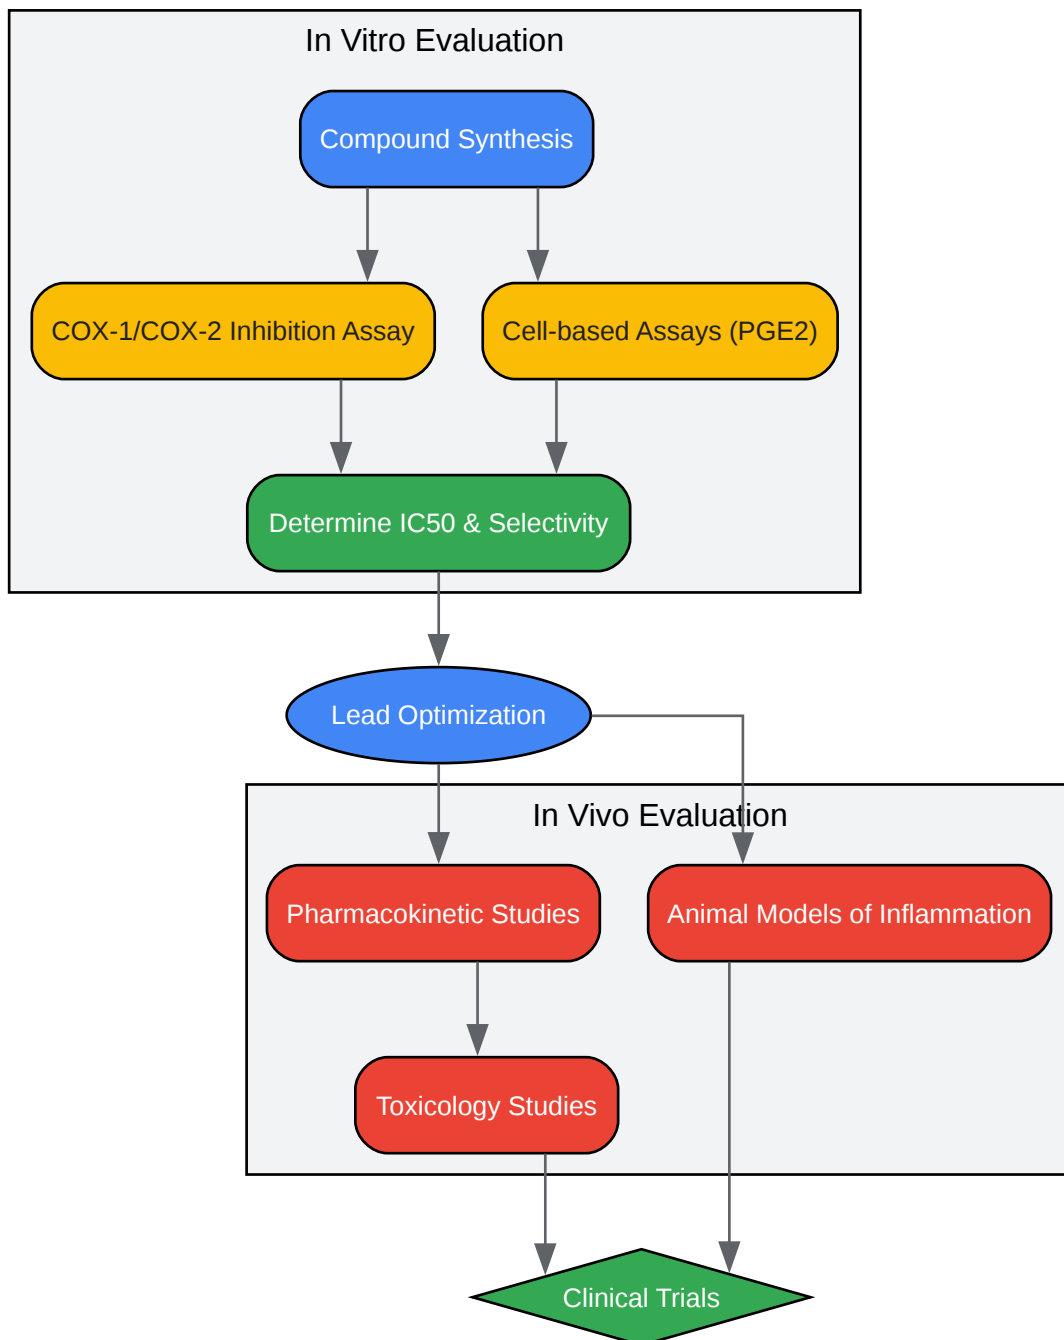 In Vitro Evaluation
Compound Synthesis
COX-1/COX-2 Inhibition Assay
Cell-based Assays (PGE2)
Determine IC50 & Selectivity
Lead Optimization
In Vivo Evaluation
Pharmacokinetic Studies
Animal Models of Inflammation
Toxicology Studies
Clinical Trials